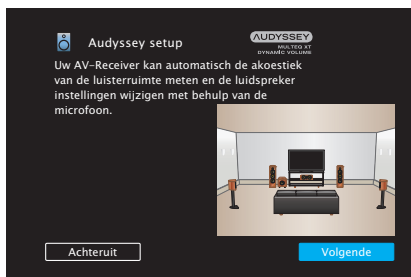 Audyssey setup
AUDYSSEY
MULTEQ XT
DYNAMIC VOLUME
Uw AV-Receiver kan automatisch de akoestiek
van de luisterruimte meten en de luidspreker
instellingen wijzigen met behulp van de
microfoon.
Achteruit
Volgende